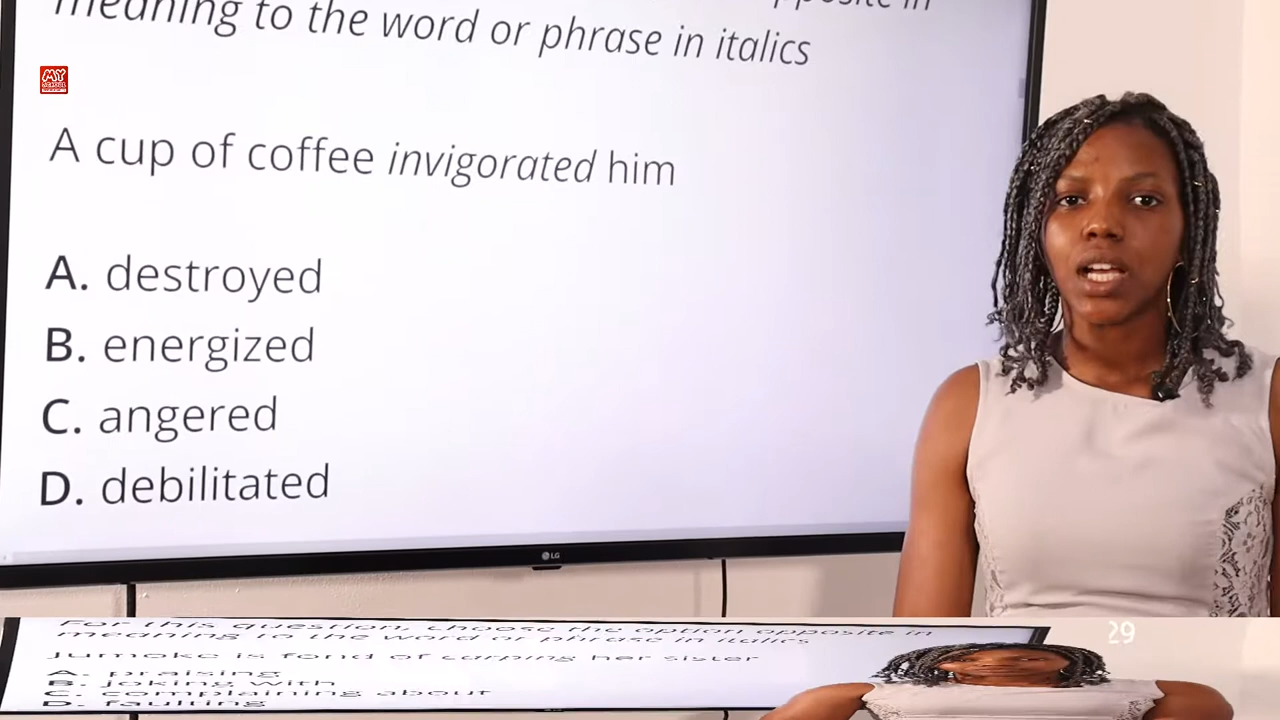 meaning to the word or phrase in italics
MY SCHOOL
A cup of coffee invigorated him
A. destroyed
B. energized
C. angered
D. debilitated
LG
For this question, choose the option opposite in
meaning to the word or phrase in italics
29
Jumoke is fond of carping her sister
A. praising
B. joking with
C. complaining about
D. faulting